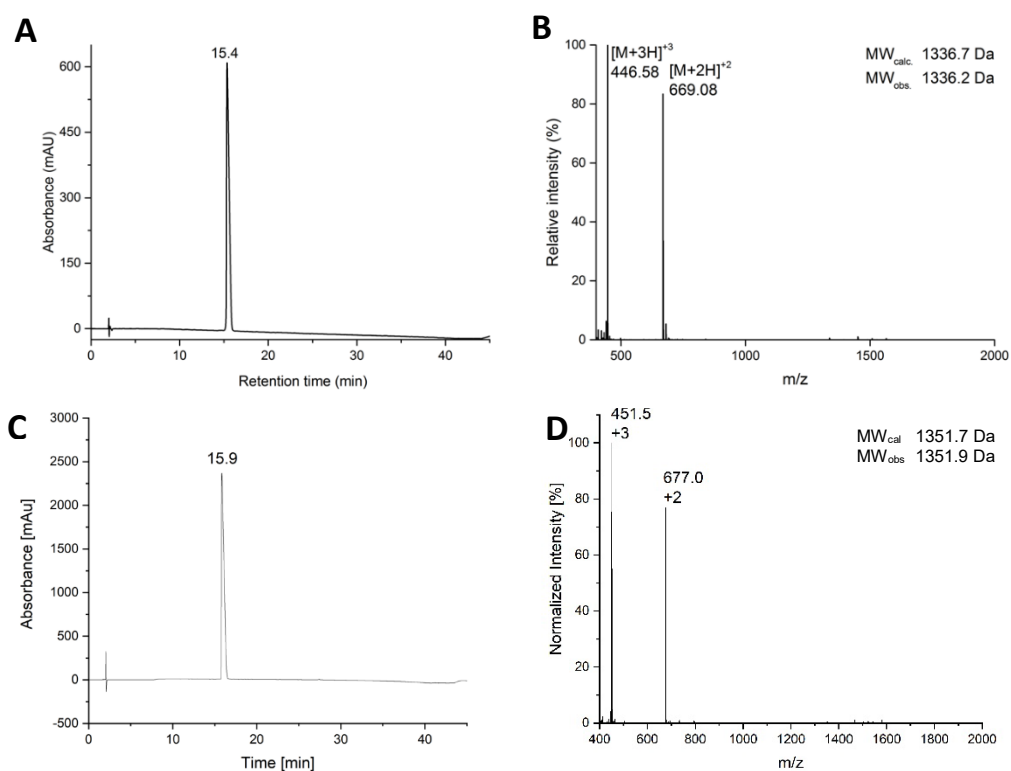 A
15.4
600
450
300
150
0
0 10 20 30 40
Absorbance (mAU)
Retention time (min)
B
[M+3H]+3
446.58
[M+2H]+2
669.08
MWcalc. 1336.7 Da
MWobs. 1336.2 Da
100
80
60
40
20
0
500 1000 1500 2000
Relative intensity (%)
m/z
C
15.9
3000
2500
2000
1500
1000
500
0
-500
0 10 20 30 40
Absorbance [mAu]
Time [min]
D
451.5
+3
677.0
+2
MWcal 1351.7 Da
MWobs 1351.9 Da
100
80
60
40
20
0
400 600 800 1000 1200 1400 1600 1800 2000
Normalized Intensity [%]
m/z